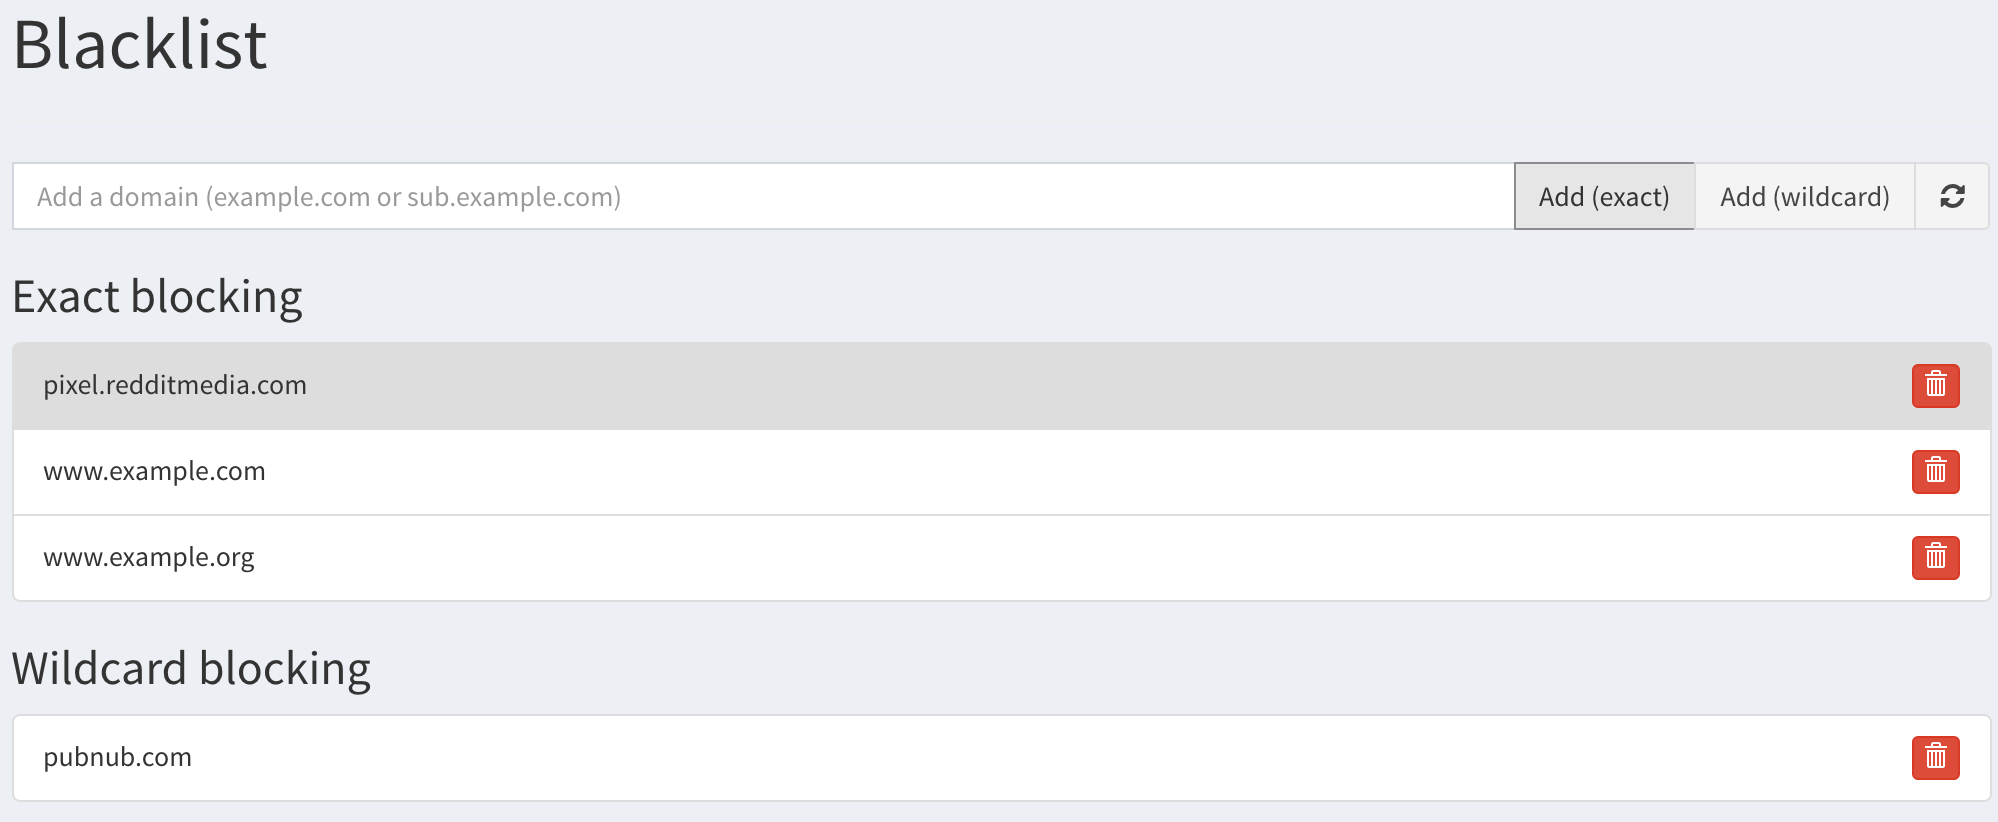 Blacklist
Add a domain (example.com or sub.example.com) Add (exact) Add (wildcard)
Exact blocking
pixel.redditmedia.com
www.example.com
www.example.org
Wildcard blocking
pubnub.com